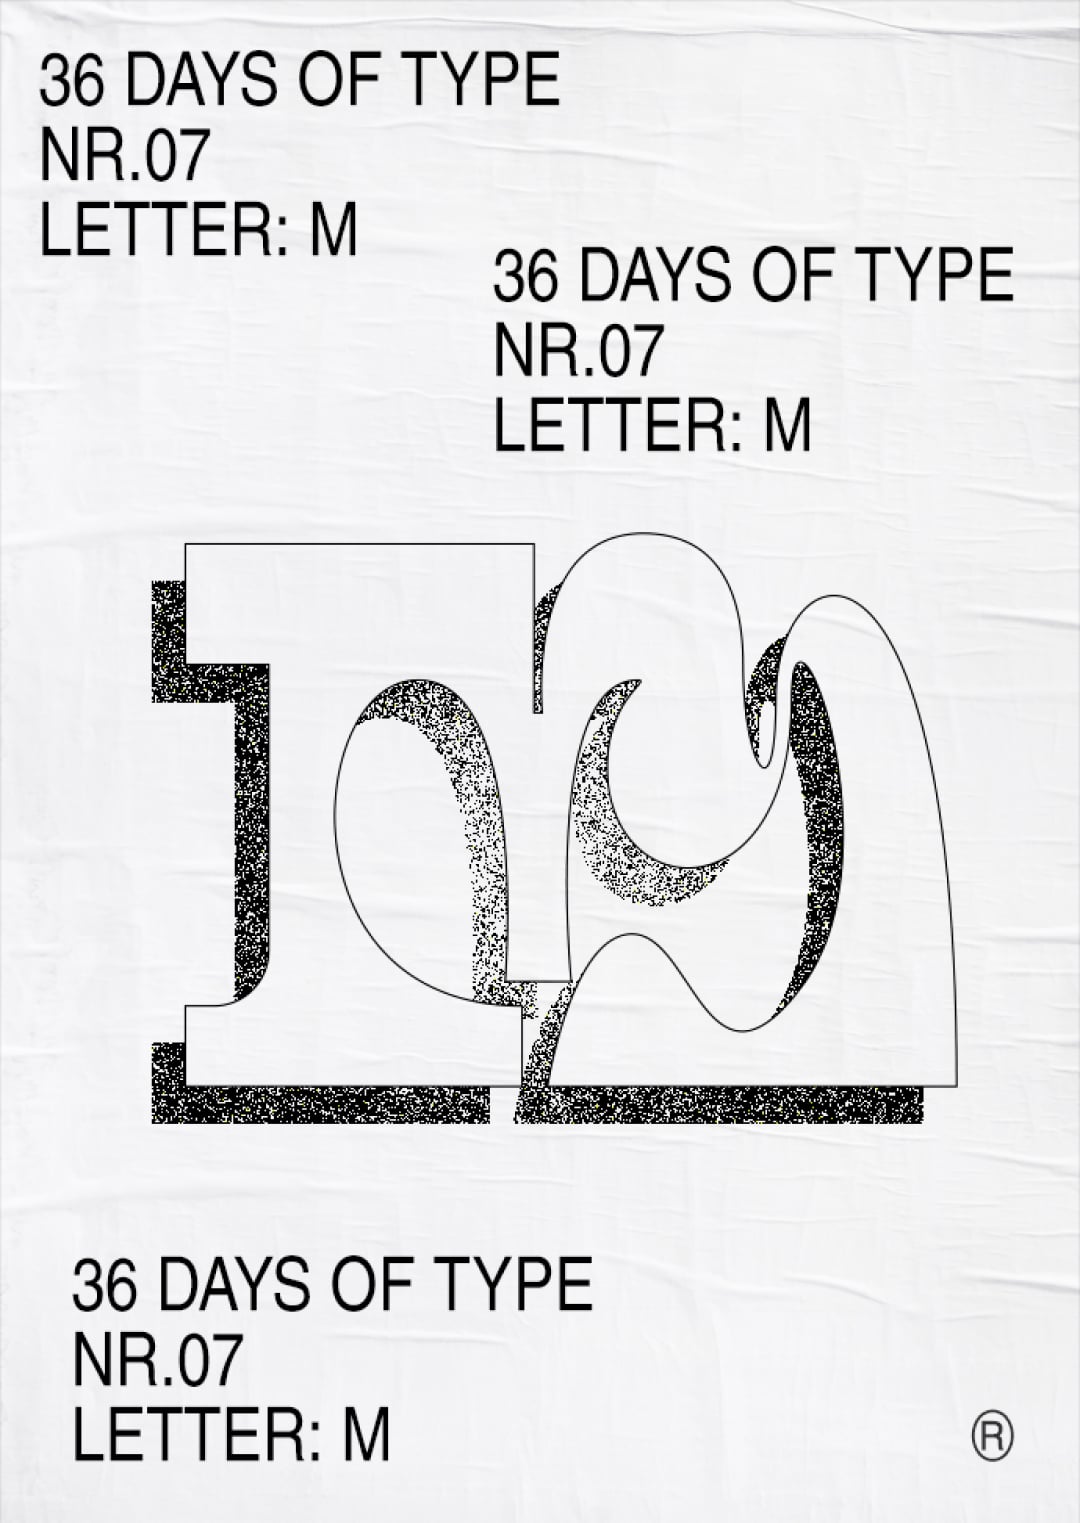 36 DAYS OF TYPE
NR.07
LETTER: M
36 DAYS OF TYPE
NR.07
LETTER: M
m
36 DAYS OF TYPE
NR.07
LETTER: M
®